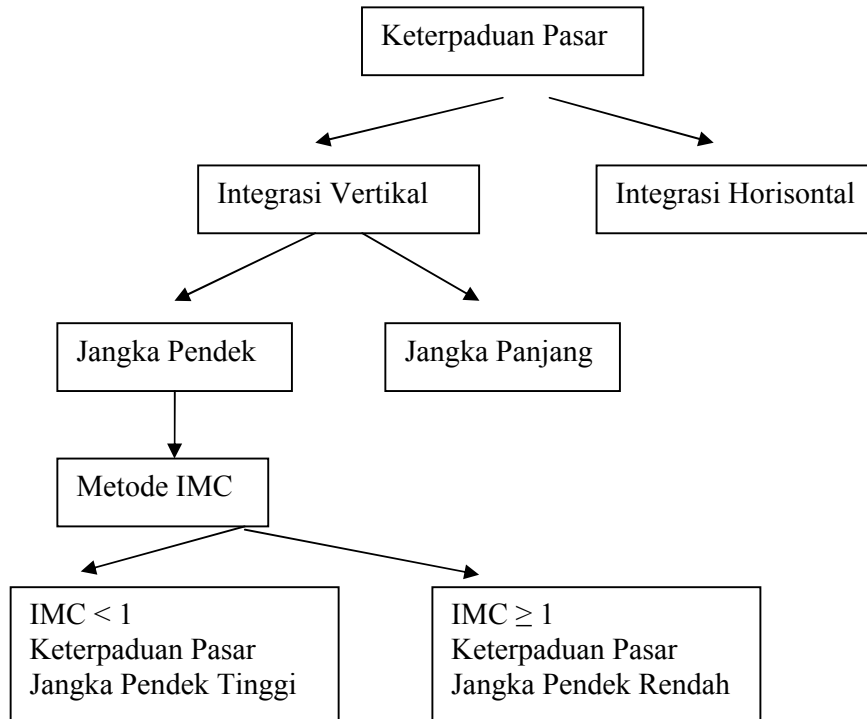 Keterpaduan Pasar
Integrasi Vertikal
Integrasi Horisontal
Jangka Pendek
Jangka Panjang
Metode IMC
IMC < 1
Keterpaduan Pasar
Jangka Pendek Tinggi
IMC ≥ 1
Keterpaduan Pasar
Jangka Pendek Rendah